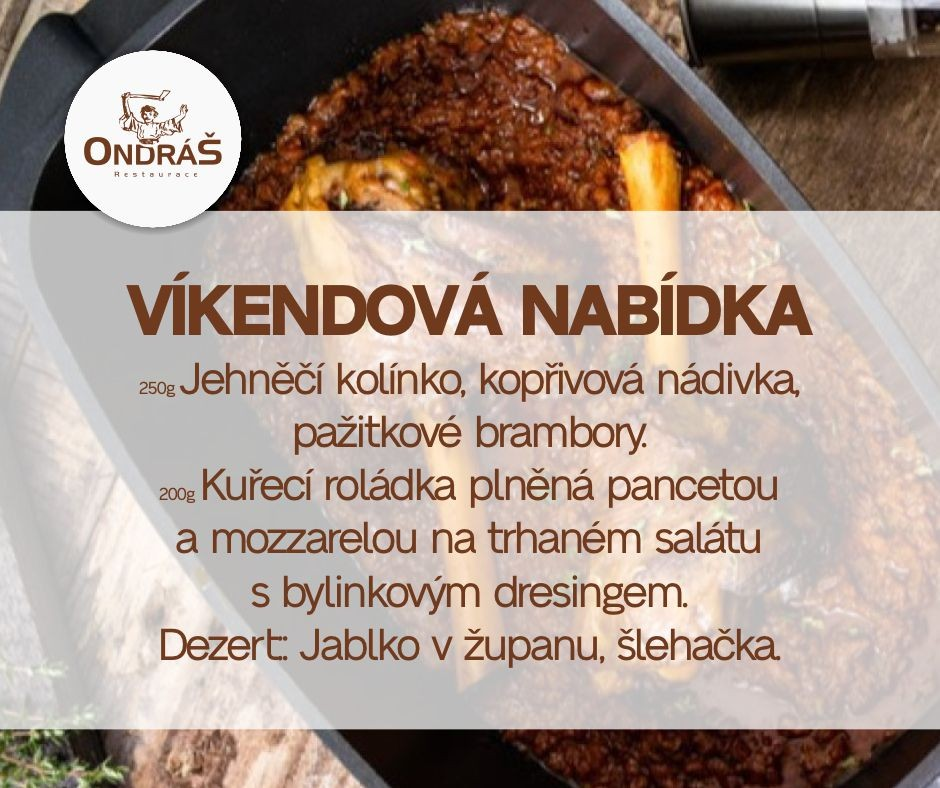 ONDRÁŠ
Restaurace
VÍKENDOVÁ NABÍDKA
250g Jehněčí kolínko, kopřivová nádivka,
pažitkové brambory.
200g Kuřecí roládka plněná pancetou
a mozzarelou na trhaném salátu
s bylinkovým dresingem.
Dezert: Jablko v županu, šlehačka.